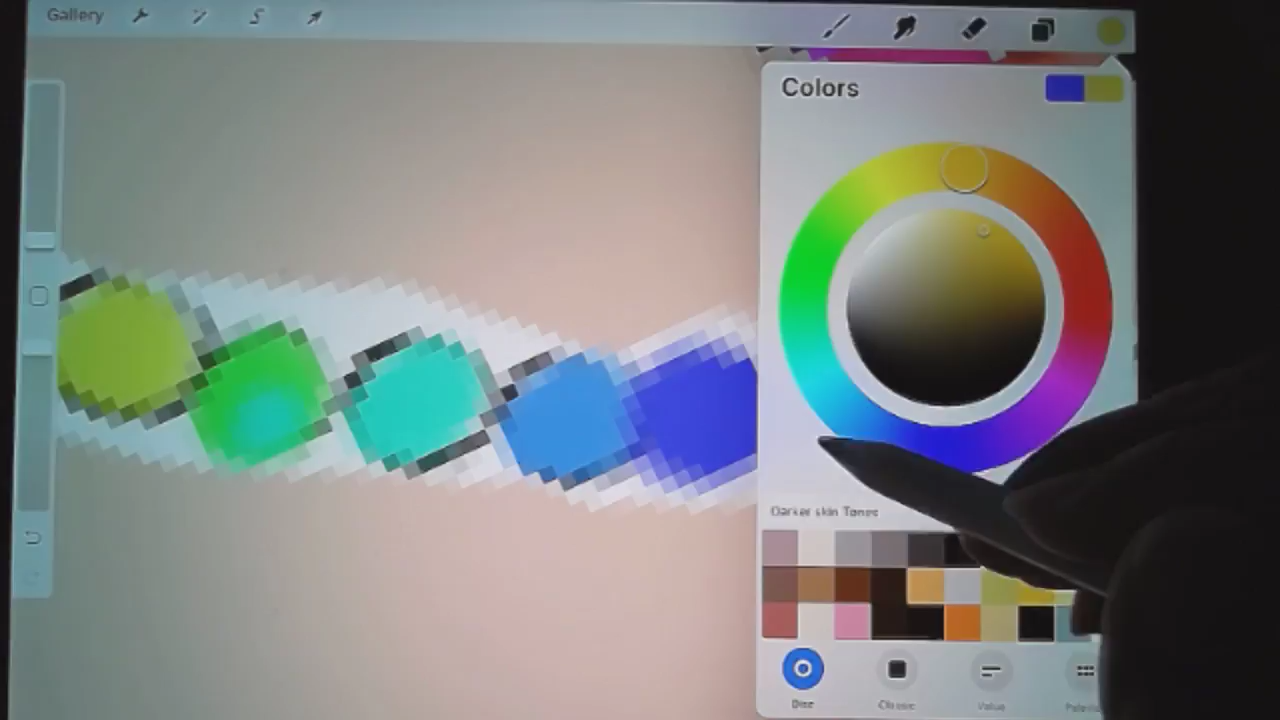 Gallery
Colors
Darker skin Tones
Disc
Classic
Value